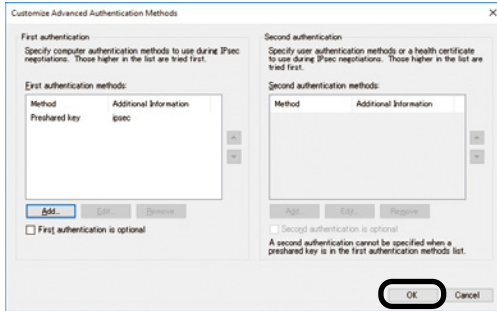 Customize Advanced Authentication Methods
First authentication
Specify computer authentication methods to use during IPsec
negotiations. Those higher in the list are tried first.
First authentication methods:
Method Additional Information
Preshared key ipsec
Add... Edit... Remove
First authentication is optional
Second authentication
Specify user authentication methods or a health certificate
to use during IPsec negotiations. Those higher in the list are
tried first.
Second authentication methods:
Method Additional Information
Add... Edit... Remove
Second authentication is optional
A second authentication cannot be specified when a
preshared key is in the first authentication methods list.
OK Cancel